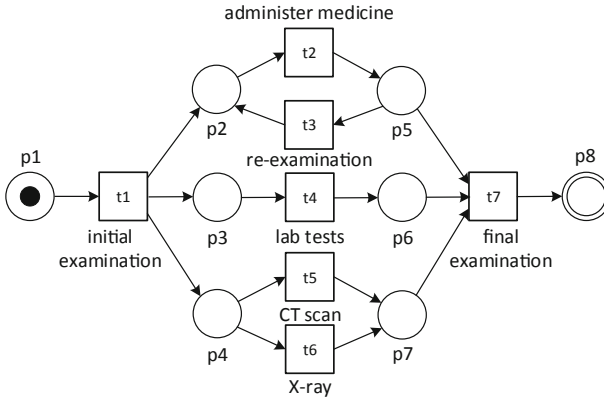 administer medicine
t2
p2
t3
p5
re-examination
p1
p8
t1
t4
t7
initial
examination
p3
lab tests
p6
final
examination
t5
CT scan
p4
t6
p7
X-ray